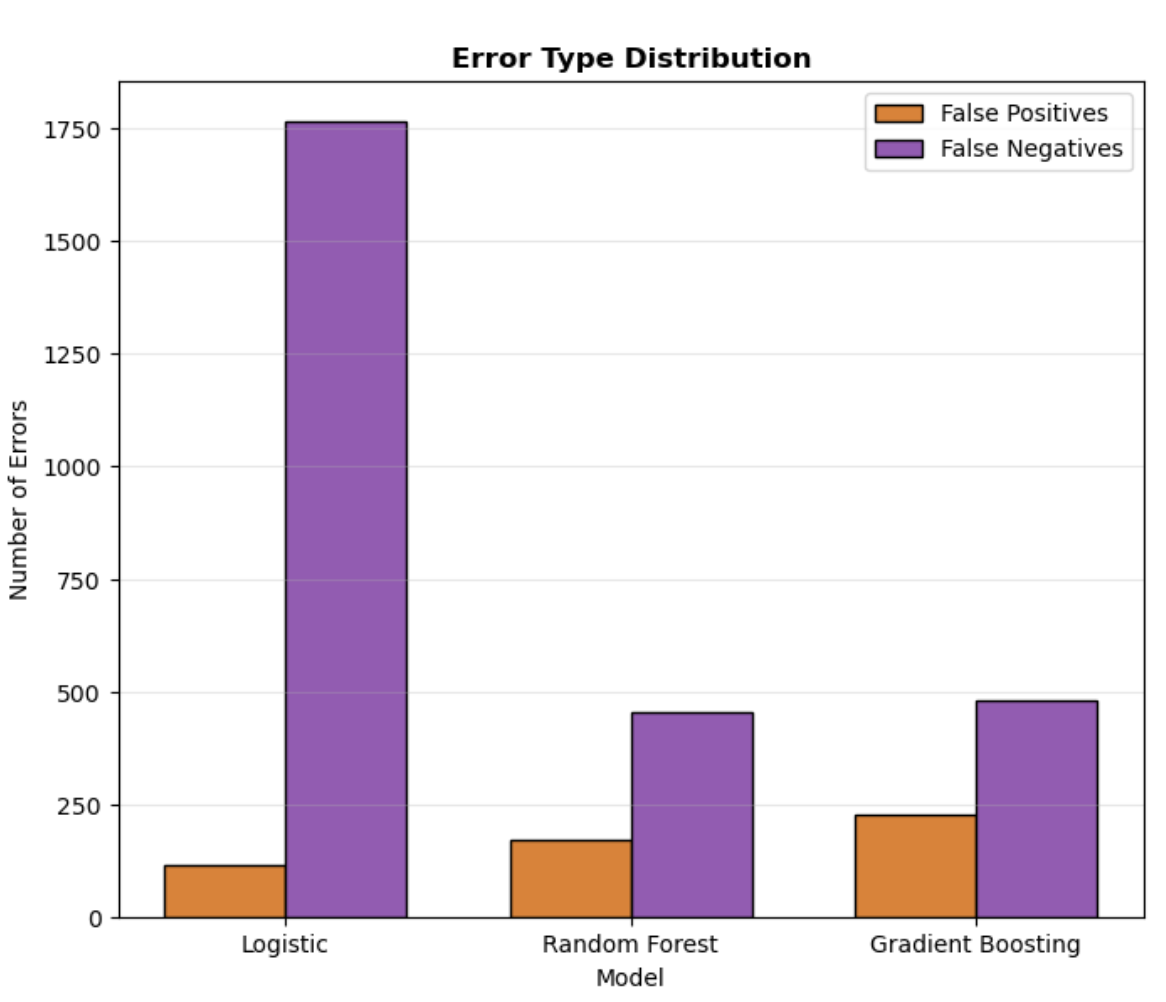 Error Type Distribution
False Positives
False Negatives
Number of Errors
1750
1500
1250
1000
750
500
250
0
Logistic Random Forest Gradient Boosting
Model